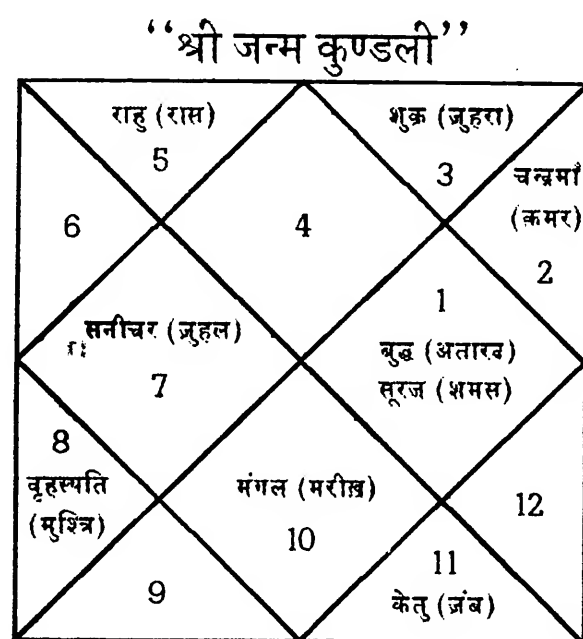 “श्री जन्म कुण्डली”
राहु (रास)
5
शुक्र (ज़ुहरा)
3
चन्द्रमाँ
(क़मर)
2
6
4
1
सनीचर (ज़ुहल)
7
बुद्ध (अतारद)
सूरज (शमस)
8
वृहस्पति
(मुश्त्रि)
मंगल (मरीख़)
10
12
9
11
केतु (ज़ंब)